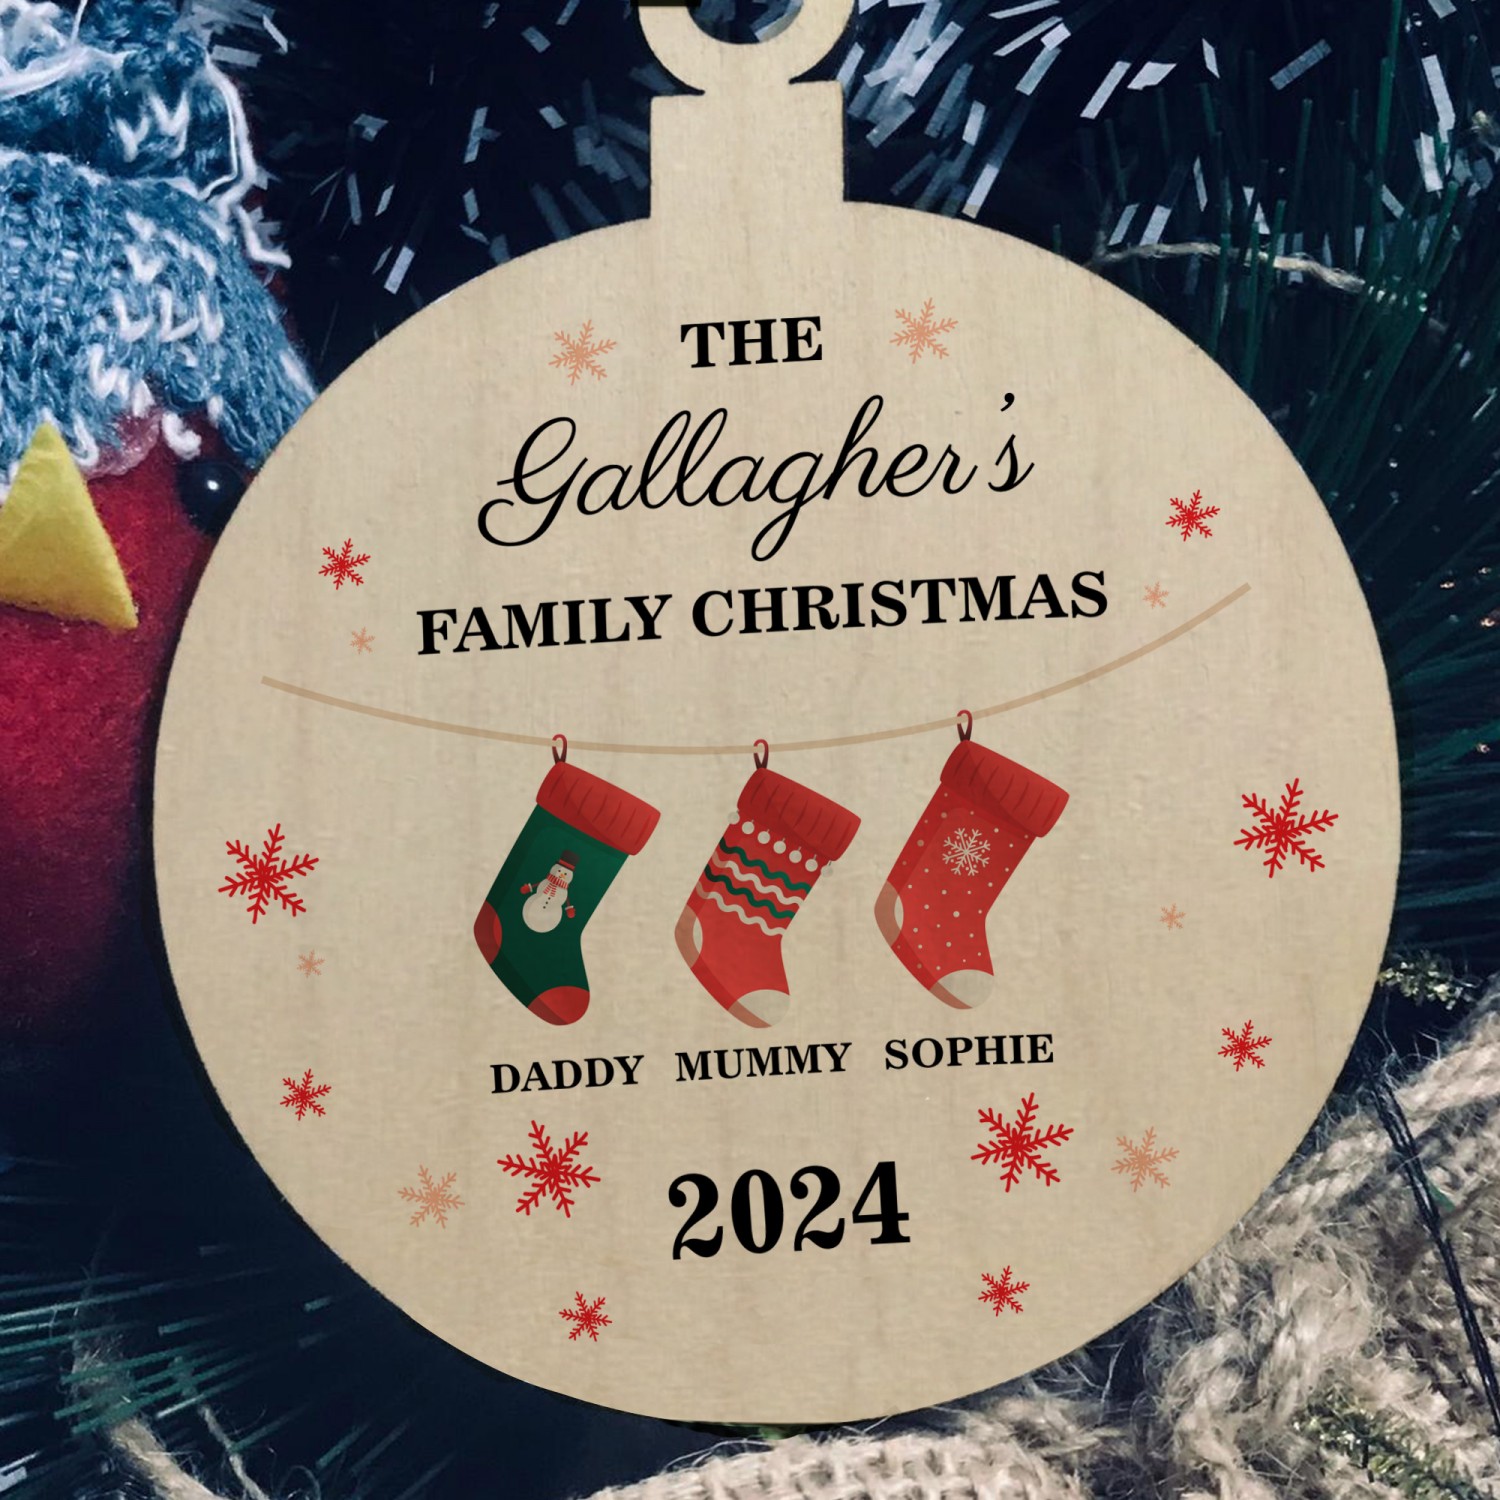 THE
Gallagher's
FAMILY CHRISTMAS
DADDY MUMMY SOPHIE
2024